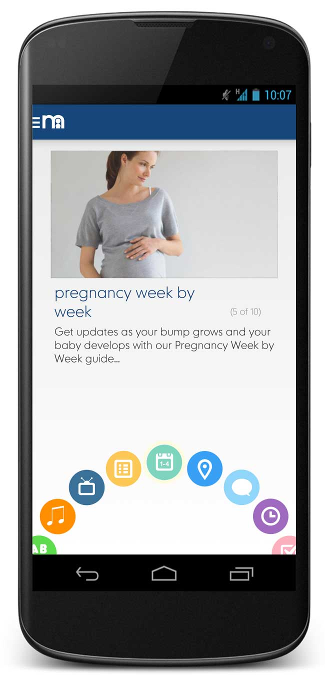 10:07
pregnancy week by
week
(5 of 10)
Get updates as your bump grows and your
baby develops with our Pregnancy Week by
Week guide...
1-6
AB